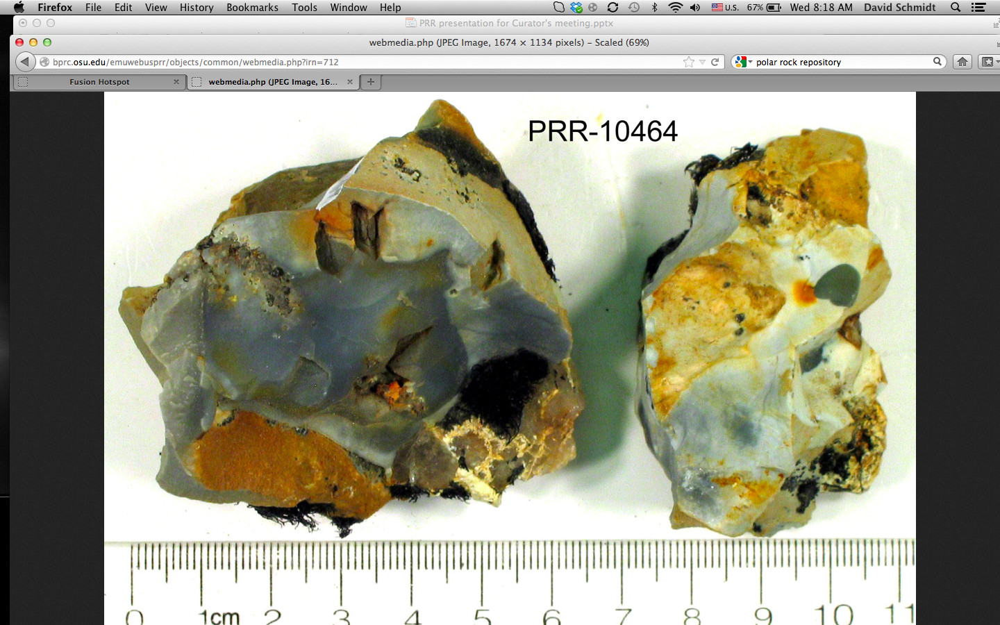 Firefox File Edit View History Bookmarks Tools Window Help U.S. 67% Wed 8:18 AM David Schmidt
PRR presentation for Curator's meeting.pptx
webmedia.php (JPEG Image, 1674 × 1134 pixels) – Scaled (69%)
bprc.osu.edu/emuwebusprr/objects/common/webmedia.php?irn=712 polar rock repository
Fusion Hotspot webmedia.php (JPEG Image, 16...
PRR-10464
0 1cm 2 3 4 5 6 7 8 9 10 11